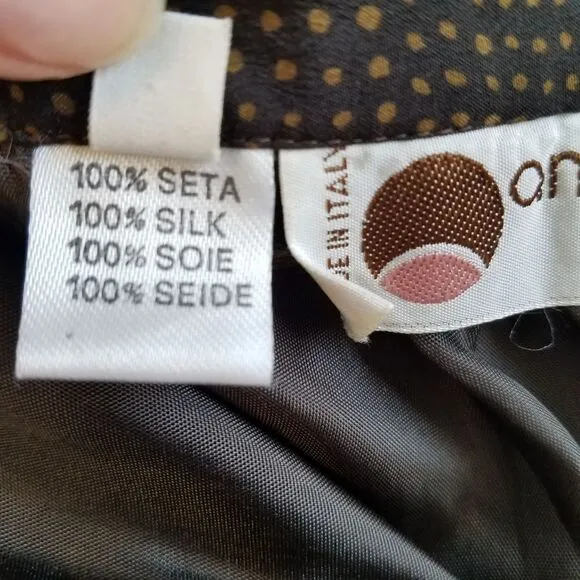 100% SETA
100% SILK
100% SOIE
100% SEIDE
IN ITALY
an